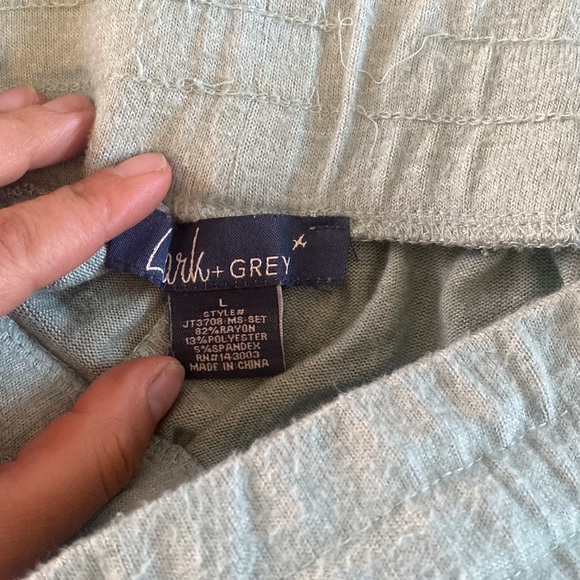 Lark + GREY
L
STYLE#
JT3708-MS-SET
82%RAYON
13%POLYESTER
5%SPANDEX
RN#143003
MADE IN CHINA